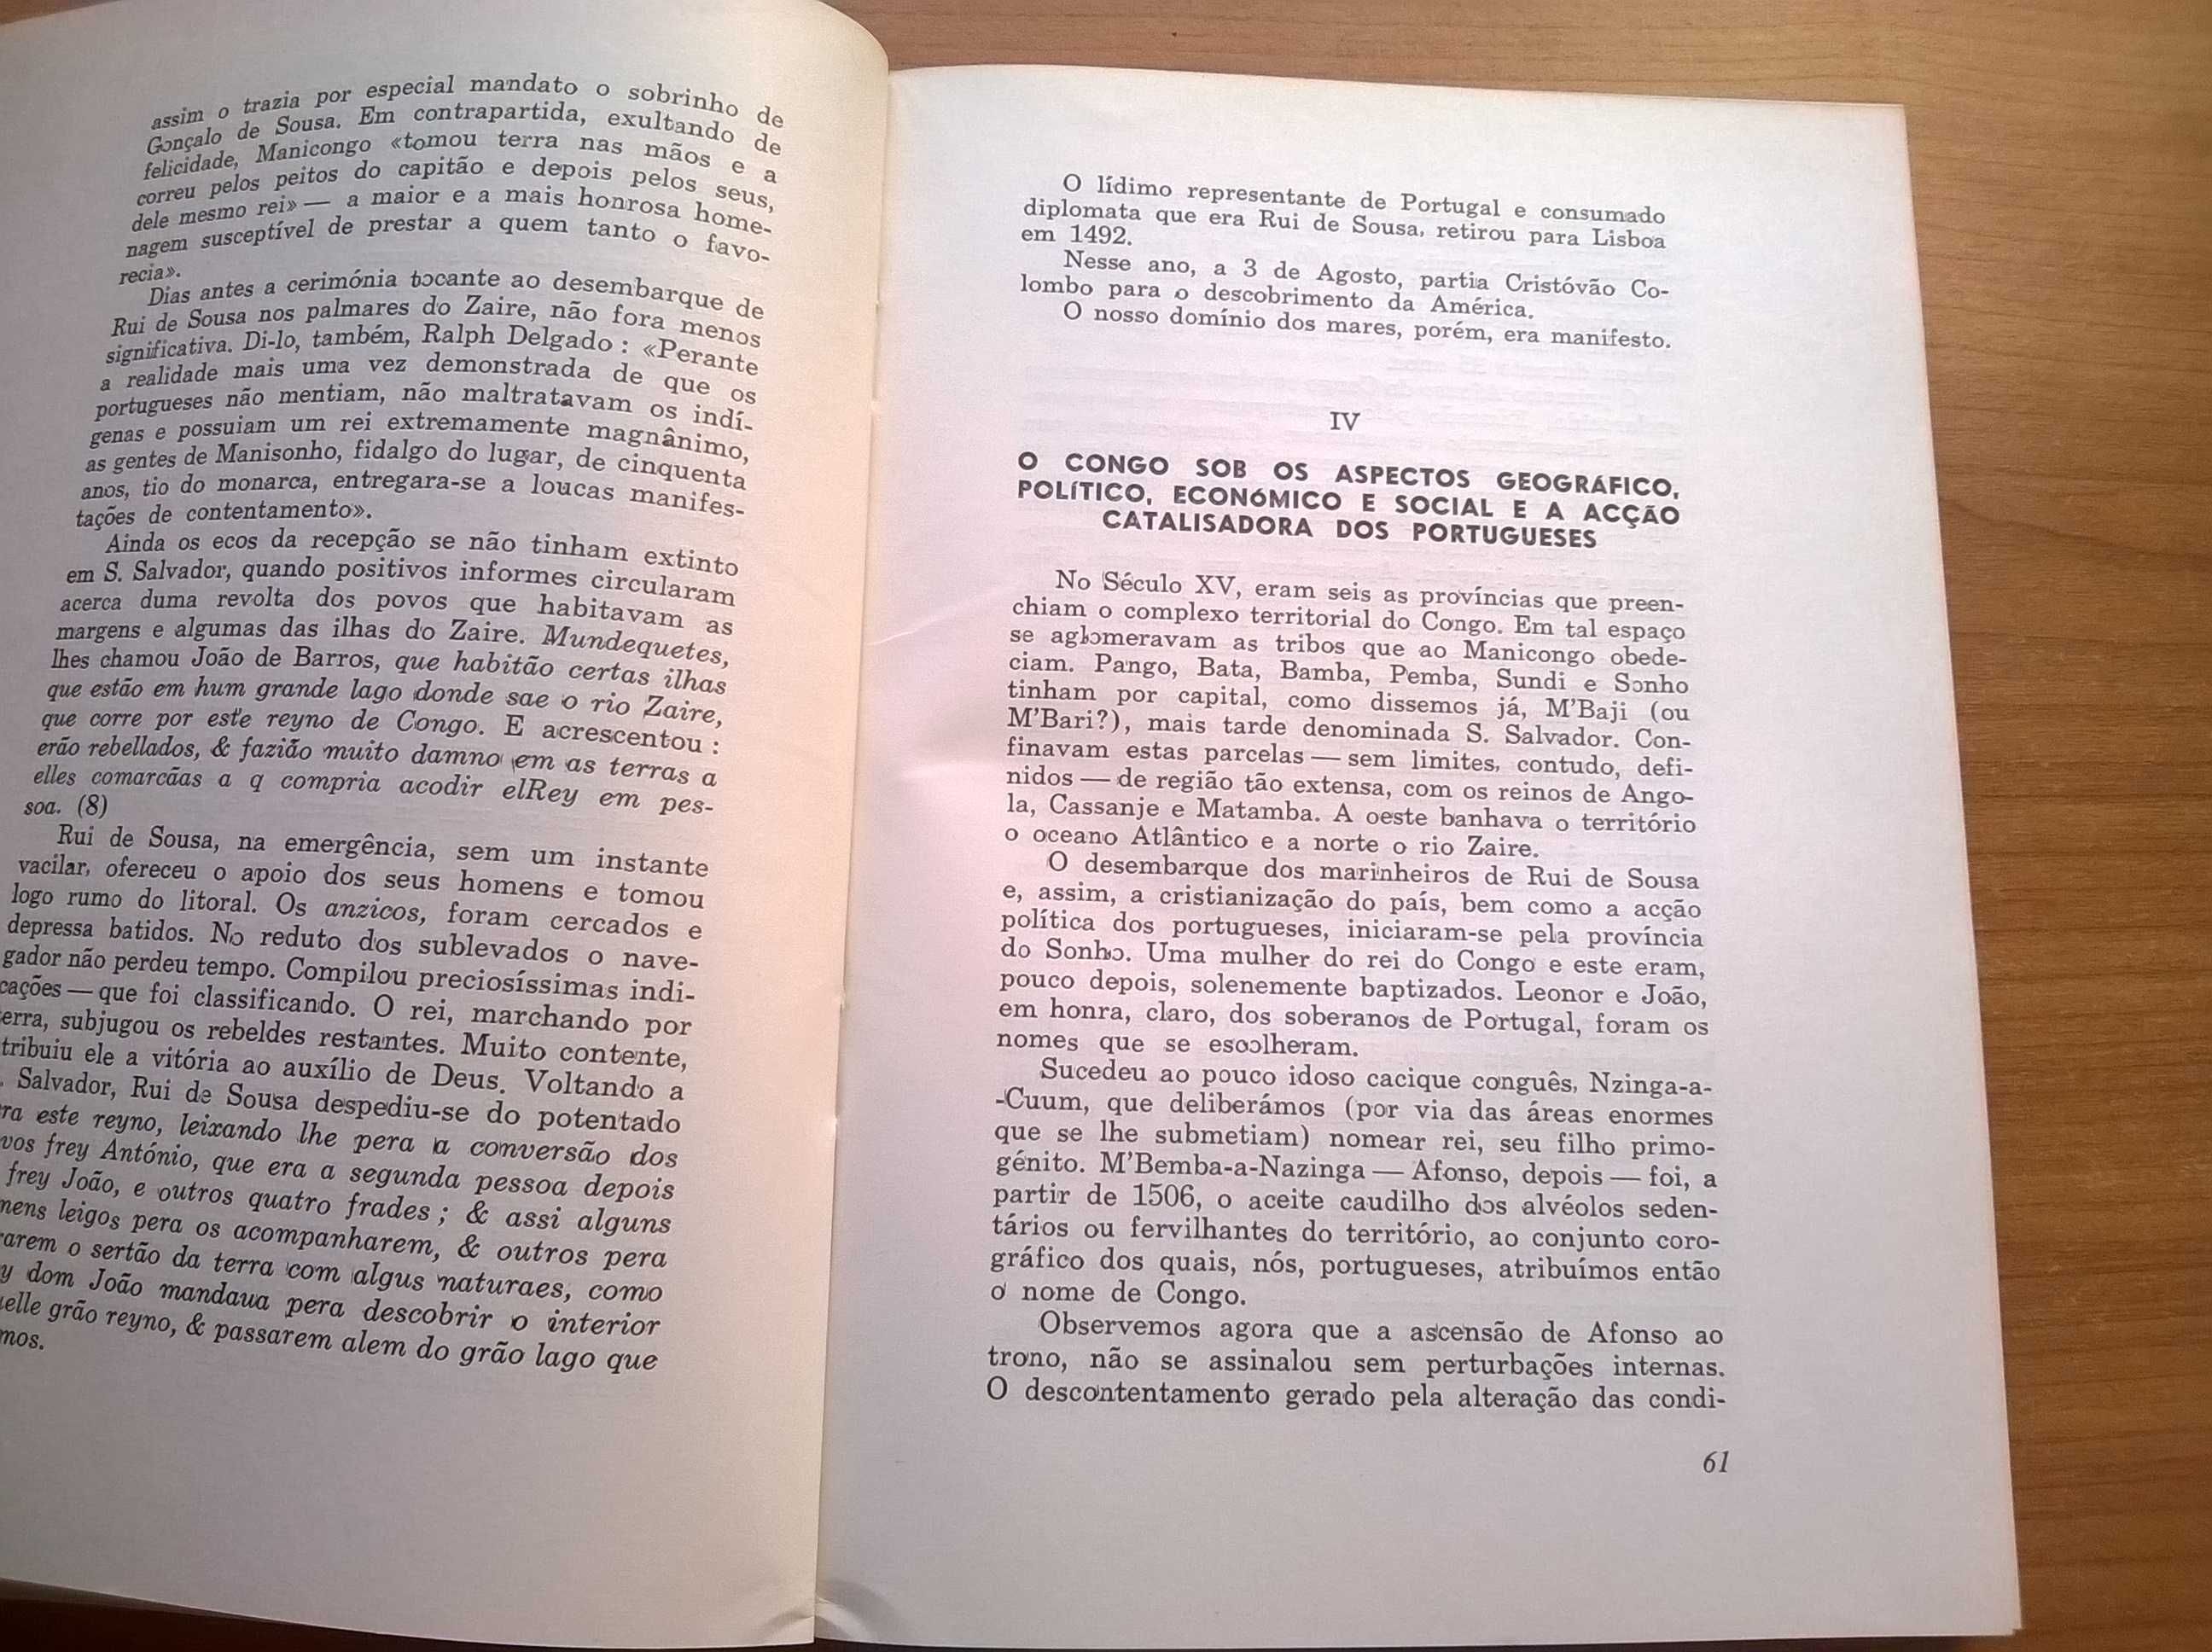 assim o trazia por especial mandato o sobrinho de
Gonçalo de Sousa. Em contrapartida, exultando de
felicidade, Manicongo «tomou terra nas mãos e a
correu pelos peitos do capitão e depois pelos seus,
dele mesmo rei» — a maior e a mais honrosa home-
nagem susceptível de prestar a quem tanto o favo-
recia».
Dias antes a cerimónia tocante ao desembarque de
Rui de Sousa nos palmares do Zaire, não fora menos
significativa. Di-lo, também, Ralph Delgado : «Perante
a realidade mais uma vez demonstrada de que os
portugueses não mentiam, não maltratavam os indí-
genas e possuiam um rei extremamente magnânimo,
as gentes de Manisonho, fidalgo do lugar, de cinquenta
anos, tio do monarca, entregara-se a loucas manifes-
tações de contentamento».
Ainda os ecos da recepção se não tinham extinto
em S. Salvador, quando positivos informes circularam
acerca duma revolta dos povos que habitavam as
margens e algumas das ilhas do Zaire. Mundequetes,
lhes chamou João de Barros, que habitão certas ilhas
que estão em hum grande lago donde sae o rio Zaire,
que corre por este reyno de Congo. E acrescentou :
erão rebellados, & fazião muito damno em as terras a
elles comarcãas a q compria acodir elRey em pes-
soa. (8)
Rui de Sousa, na emergência, sem um instante
vacilar, ofereceu o apoio dos seus homens e tomou
logo rumo do litoral. Os anzicos, foram cercados e
depressa batidos. No reduto dos sublevados o nave-
gador não perdeu tempo. Compilou preciosíssimas indi-
cações — que foi classificando. O rei, marchando por
erra, subjugou os rebeldes restantes. Muito contente,
tribuiu ele a vitória ao auxílio de Deus. Voltando a
. Salvador, Rui de Sousa despediu-se do potentado
ra este reyno, leixando lhe pera a conversão dos
vos frey António, que era a segunda pessoa depois
frey João, e outros quatro frades ; & assi alguns
mens leigos pera os acompanharem, & outros pera
rarem o sertão da terra com algus naturaes, como
y dom João mandaua pera descobrir o interior
uelle grão reyno, & passarem alem do grão lago que
mos.
O lídimo representante de Portugal e consumado
diplomata que era Rui de Sousa, retirou para Lisboa
em 1492.
Nesse ano, a 3 de Agosto, partia Cristóvão Co-
lombo para o descobrimento da América.
O nosso domínio dos mares, porém, era manifesto.
IV
O CONGO SOB OS ASPECTOS GEOGRÁFICO,
POLÍTICO, ECONÓMICO E SOCIAL E A ACÇÃO
CATALISADORA DOS PORTUGUESES
No Século XV, eram seis as províncias que preen-
chiam o complexo territorial do Congo. Em tal espaço
se aglomeravam as tribos que ao Manicongo obede-
ciam. Pango, Bata, Bamba, Pemba, Sundi e Sonho
tinham por capital, como dissemos já, M'Baji (ou
M'Bari?), mais tarde denominada S. Salvador. Con-
finavam estas parcelas — sem limites, contudo, defi-
nidos — de região tão extensa, com os reinos de Ango-
la, Cassanje e Matamba. A oeste banhava o território
o oceano Atlântico e a norte o rio Zaire.
O desembarque dos marinheiros de Rui de Sousa
e, assim, a cristianização do país, bem como a acção
política dos portugueses, iniciaram-se pela província
do Sonho. Uma mulher do rei do Congo e este eram,
pouco depois, solenemente baptizados. Leonor e João,
em honra, claro, dos soberanos de Portugal, foram os
nomes que se escolheram.
Sucedeu ao pouco idoso cacique conguês, Nzinga-a-
-Cuum, que deliberámos (por via das áreas enormes
que se lhe submetiam) nomear rei, seu filho primo-
génito. M'Bemba-a-Nazinga — Afonso, depois — foi, a
partir de 1506, o aceite caudilho dos alvéolos seden-
tários ou fervilhantes do território, ao conjunto coro-
gráfico dos quais, nós, portugueses, atribuímos então
o nome de Congo.
Observemos agora que a ascensão de Afonso ao
trono, não se assinalou sem perturbações internas.
O descontentamento gerado pela alteração das condi-
61